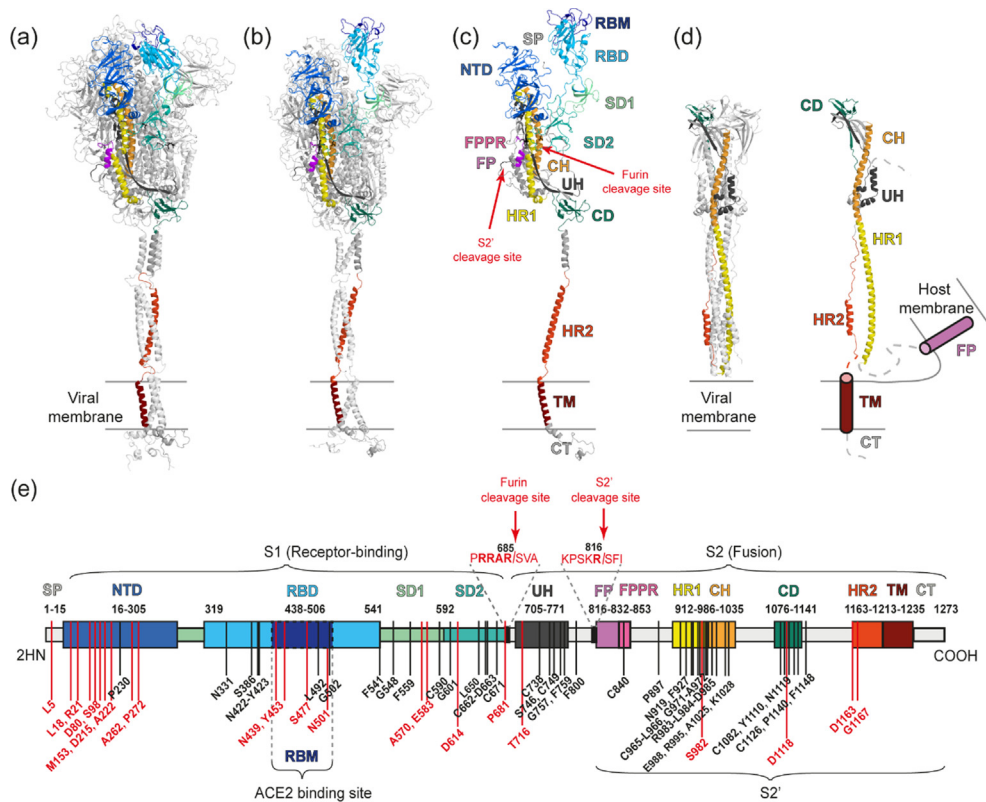 (a)
(b)
(c)
(d)
SP
RBM
RBD
NTD
SD1
SD2
FPPR
FP
CH
UH
HR1
CD
Furin
cleavage site
S2'
cleavage site
HR2
TM
CT
Viral
membrane
CD
CH
UH
HR1
HR2
Host
membrane
FP
TM
CT
Viral
membrane
(e)
Furin
cleavage site
S2'
cleavage site
685
816
S1 (Receptor-binding)
PRRAR/SVA
KPSKR/SFI
S2 (Fusion)
SP NTD RBD SD1 SD2 UH FP FPPR HR1 CH CD HR2 TM CT
1-15 16-305 319 438-506 541 592 705-771 816-832-853 912-986-1035 1076-1141 1163-1213-1235 1273
2HN
COOH
L5
L18, R21
D80, S98
M153, D215, A222
P230
A262, P272
N331
S386
N422-Y423
N439, Y453
S477
L492
N501
G502
F541
G548
F559
A570, E583
C590
G601
D614
L650
C662-D663
C671
P681
T716
C738
S746, C749
G757, F759
F800
C840
P897
N919, F927
C965-L966, G971-A972
S982
R983-L984-D985
E988, R995, A1025, K1028
C1082, Y1110, N1119
D1118
C1126, P1140, F1148
D1163
G1167
RBM
ACE2 binding site
S2'